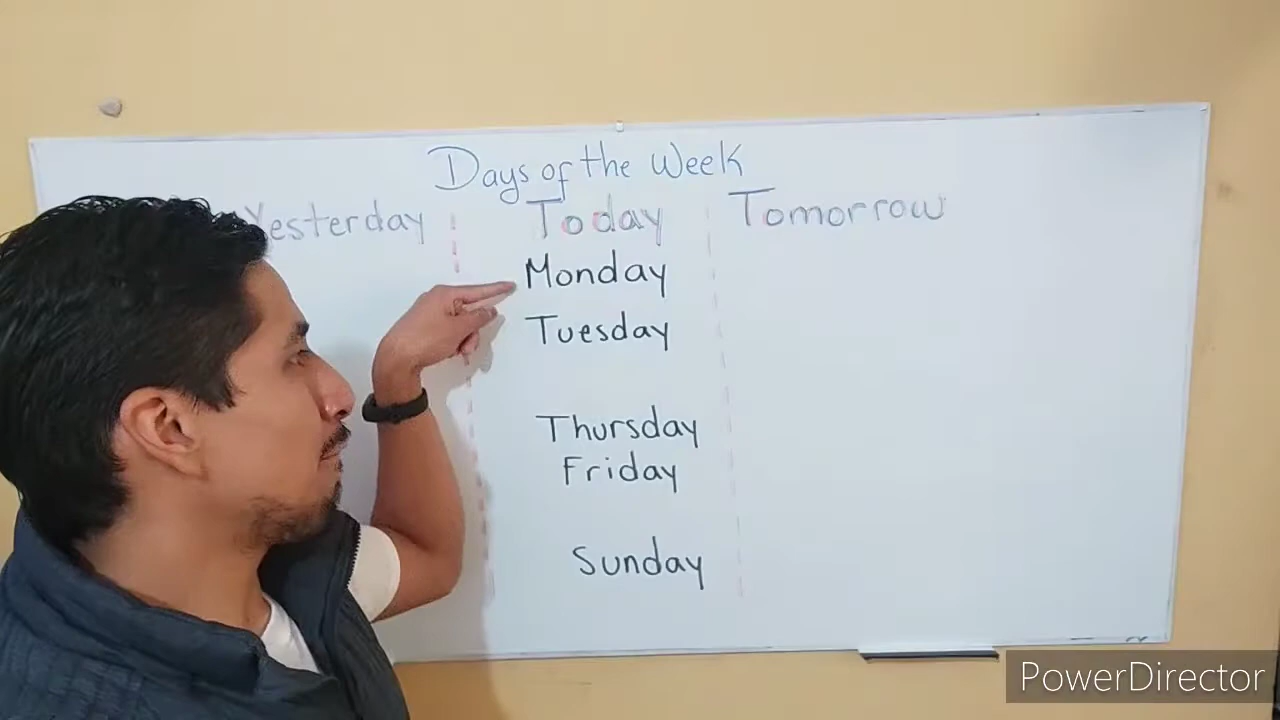 Days of the Week
Yesterday Today Tomorrow
Monday
Tuesday
Thursday
Friday
Sunday
PowerDirector